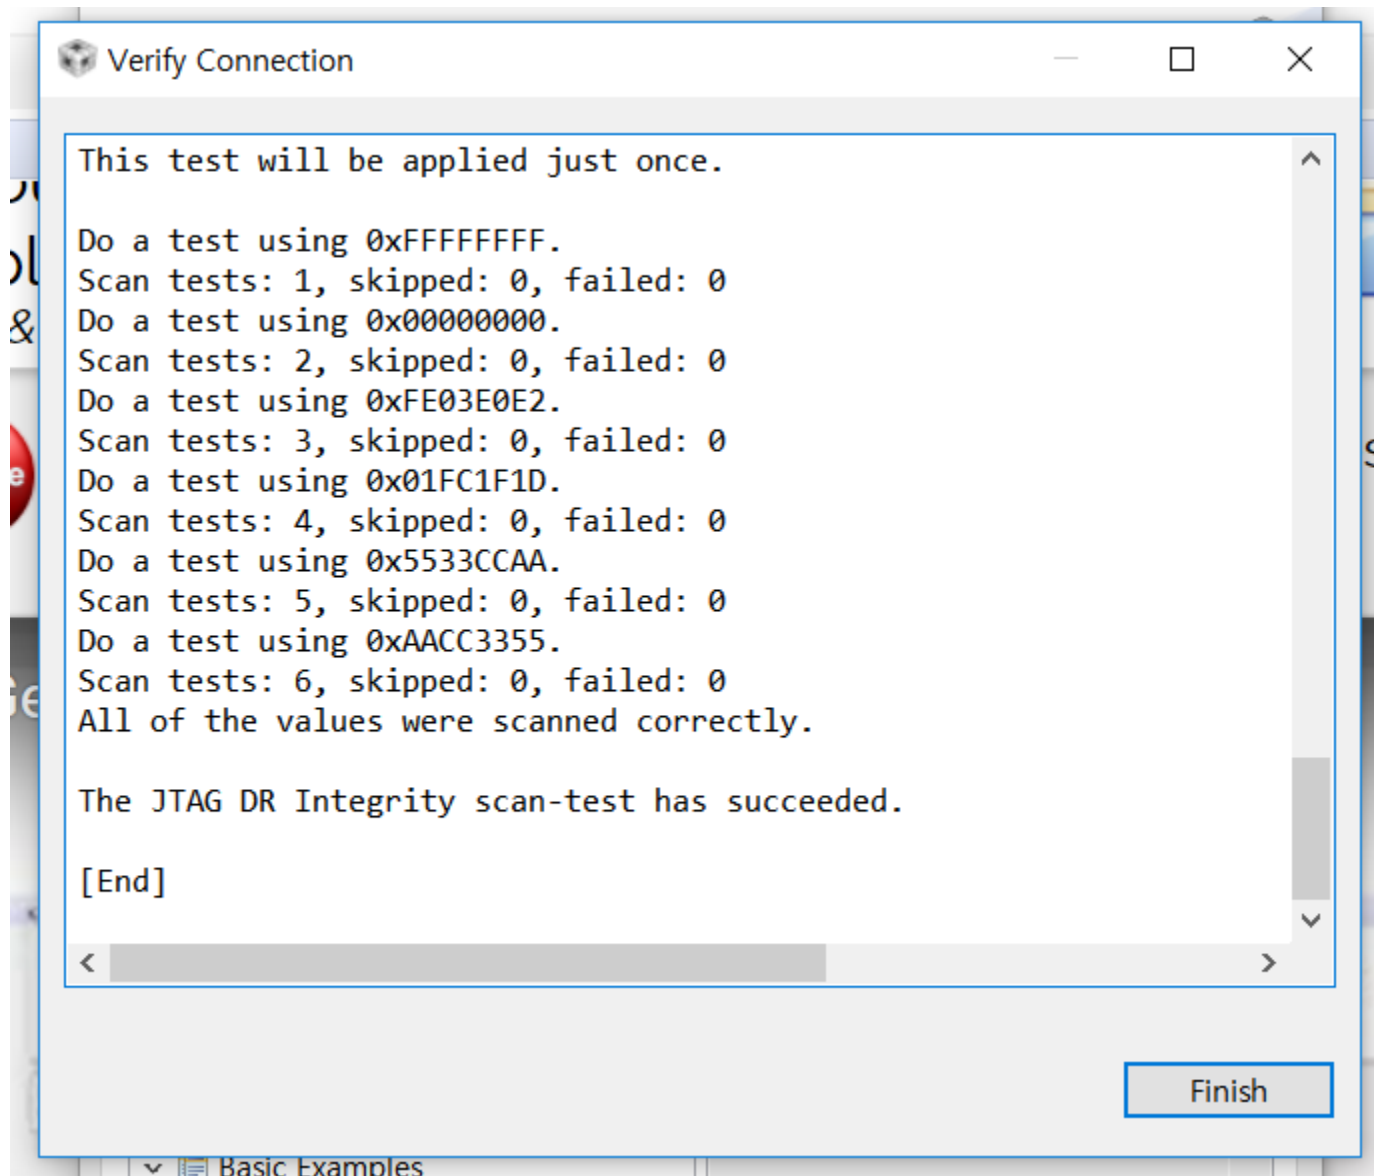 Verify Connection
This test will be applied just once.
Do a test using 0xFFFFFFFF.
Scan tests: 1, skipped: 0, failed: 0
Do a test using 0x00000000.
Scan tests: 2, skipped: 0, failed: 0
Do a test using 0xFE03E0E2.
Scan tests: 3, skipped: 0, failed: 0
Do a test using 0x01FC1F1D.
Scan tests: 4, skipped: 0, failed: 0
Do a test using 0x5533CCAA.
Scan tests: 5, skipped: 0, failed: 0
Do a test using 0xAACC3355.
Scan tests: 6, skipped: 0, failed: 0
All of the values were scanned correctly.
The JTAG DR Integrity scan-test has succeeded.
[End]
Finish
Basic Examples